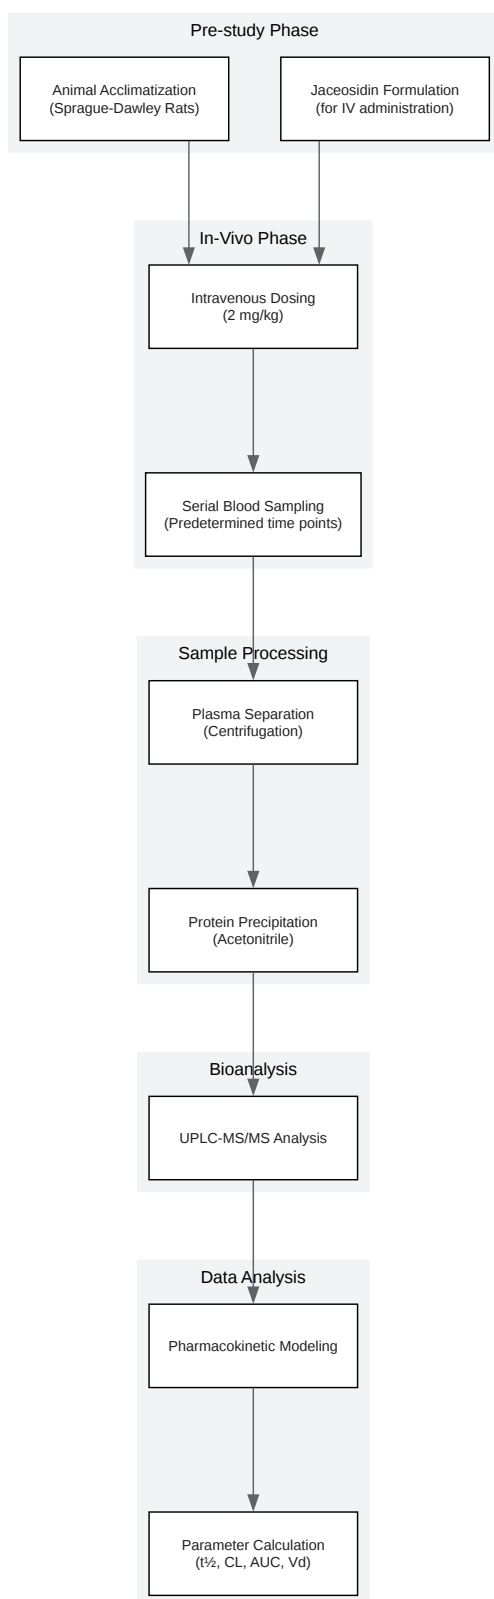 Pre-study Phase
Animal Acclimatization
(Sprague-Dawley Rats)
Jaceosidin Formulation
(for IV administration)
In-Vivo Phase
Intravenous Dosing
(2 mg/kg)
Serial Blood Sampling
(Predetermined time points)
Sample Processing
Plasma Separation
(Centrifugation)
Protein Precipitation
(Acetonitrile)
Bioanalysis
UPLC-MS/MS Analysis
Data Analysis
Pharmacokinetic Modeling
Parameter Calculation
(t½, CL, AUC, Vd)